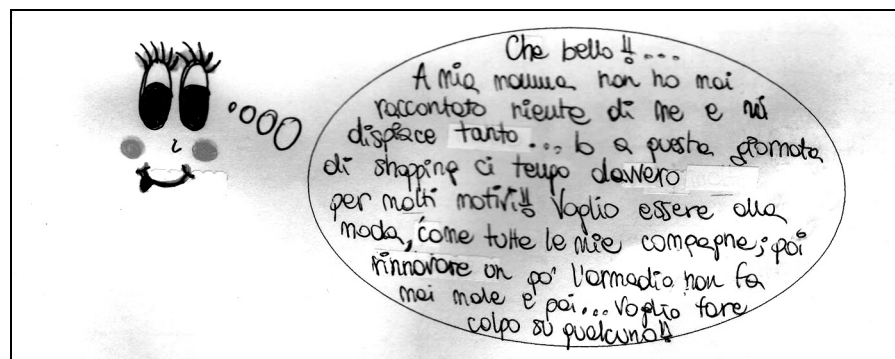 Che bello!!....
A mia mamma non ho mai
raccontato niente di me e mi
dispiace tanto... Io a questa giornata
di shopping ci tengo davvero
per molti motivi!! Voglio essere alla
moda, come tutte le mie compagne; poi
rinnovare un po' l'armadio non fa
mai male e poi... Voglio fare
colpo su qualcuno!!